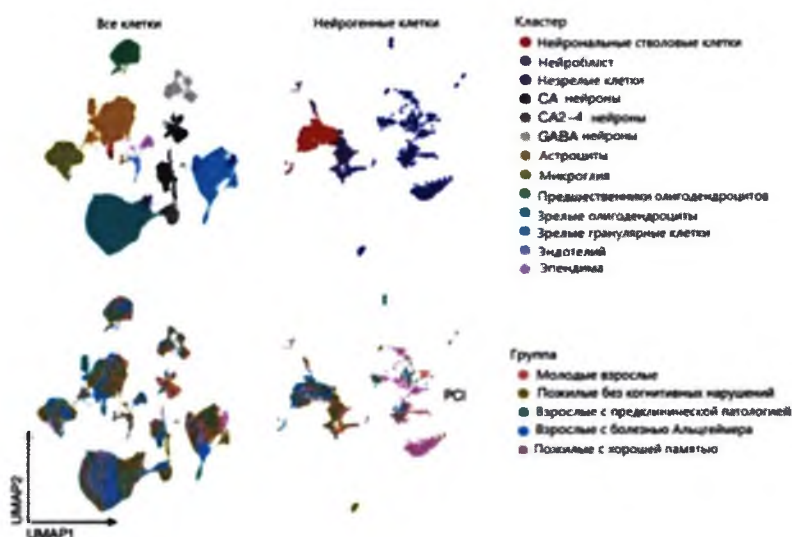 Все клетки
Нейрогенные клетки
Кластер
Нейрональные стволовые клетки
Нейробласт
Незрелые клетки
CA нейроны
CA2-4 нейроны
GABA нейроны
Астроциты
Микроглия
Предшественники олигодендроцитов
Зрелые олигодендроциты
Зрелые гранулярные клетки
Эндотелий
Эпендима
Группа
Молодые взрослые
Пожилые без когнитивных нарушений
Взрослые с предклинической патологией
Взрослые с болезнью Альцгеймера
Пожилые с хорошей памятью
PCI
UMAP2
UMAP1